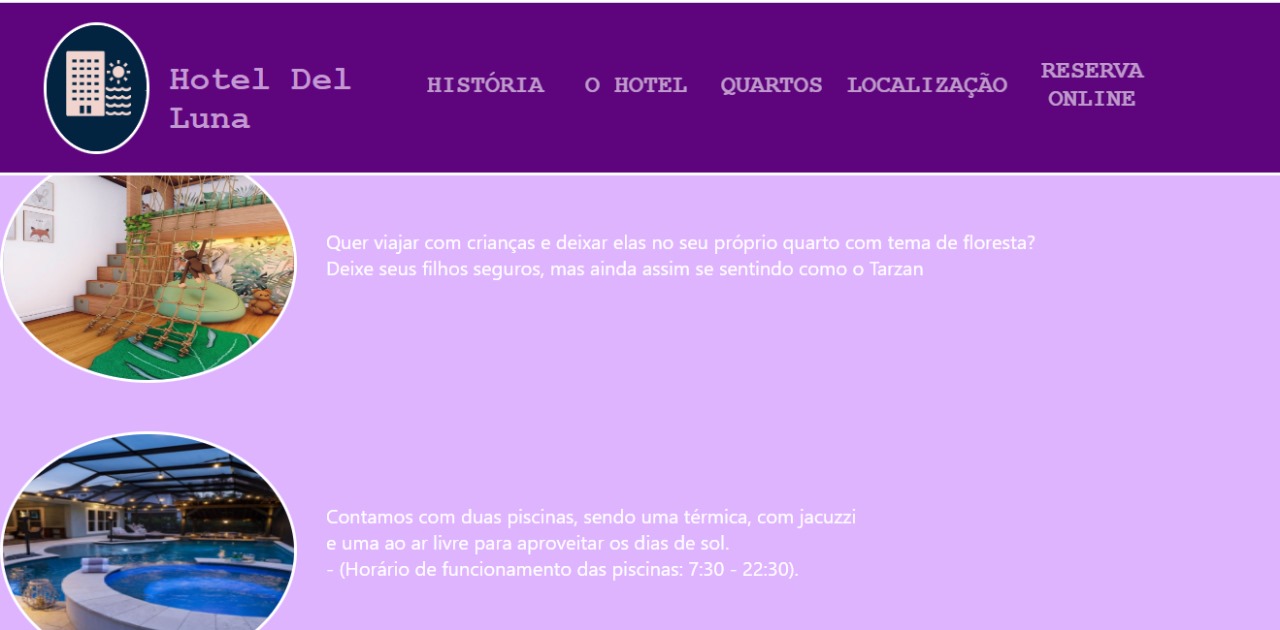 Hotel Del
Luna
HISTÓRIA
O HOTEL
QUARTOS
LOCALIZAÇÃO
RESERVA
ONLINE
Quer viajar com crianças e deixar elas no seu próprio quarto com tema de floresta?
Deixe seus filhos seguros, mas ainda assim se sentindo como o Tarzan
Contamos com duas piscinas, sendo uma térmica, com jacuzzi
e uma ao ar livre para aproveitar os dias de sol.
- (Horário de funcionamento das piscinas: 7:30 - 22:30).